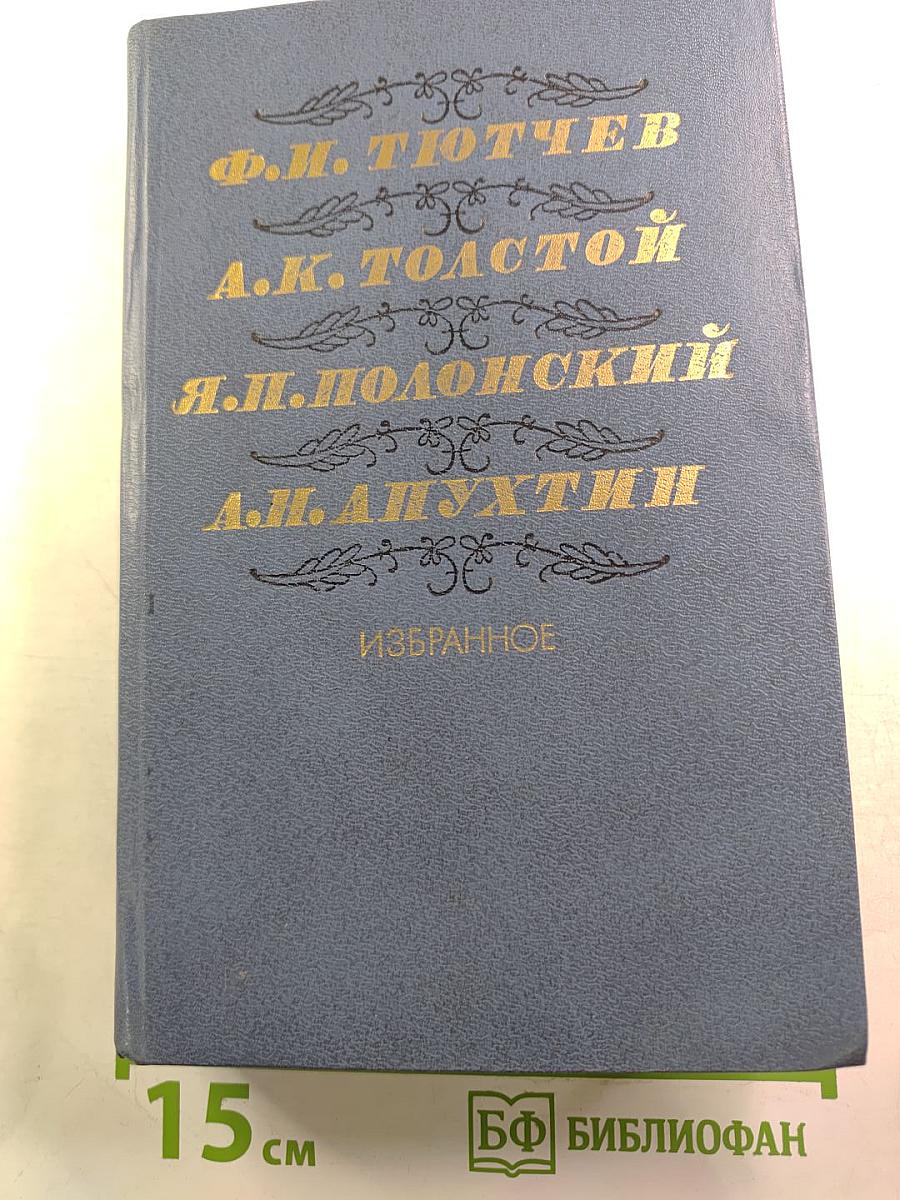 Ф.И. ТЮТЧЕВ
А.К. ТОЛСТОЙ
Я.П. ПОЛОНСКИЙ
А.Н. АПУХТИН
ИЗБРАННОЕ
15 см
БФ БИБЛИОФАН